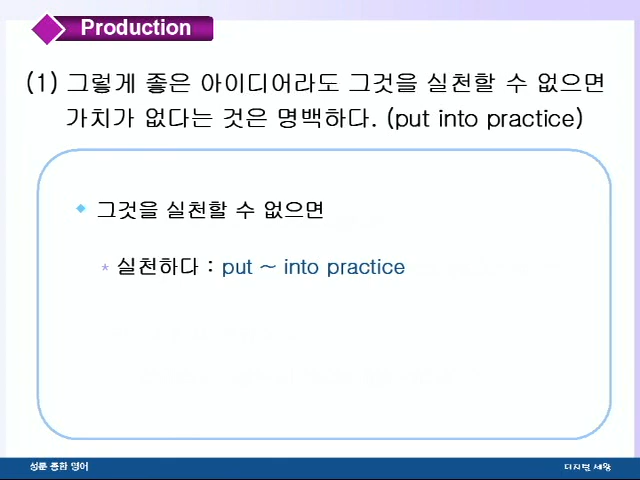 Production
(1) 그렇게 좋은 아이디어라도 그것을 실천할 수 없으면
가치가 없다는 것은 명백하다. (put into practice)
그것을 실천할 수 없으면
* 실천하다 : put ~ into practice
성문 종합 영어
디지털 세왕